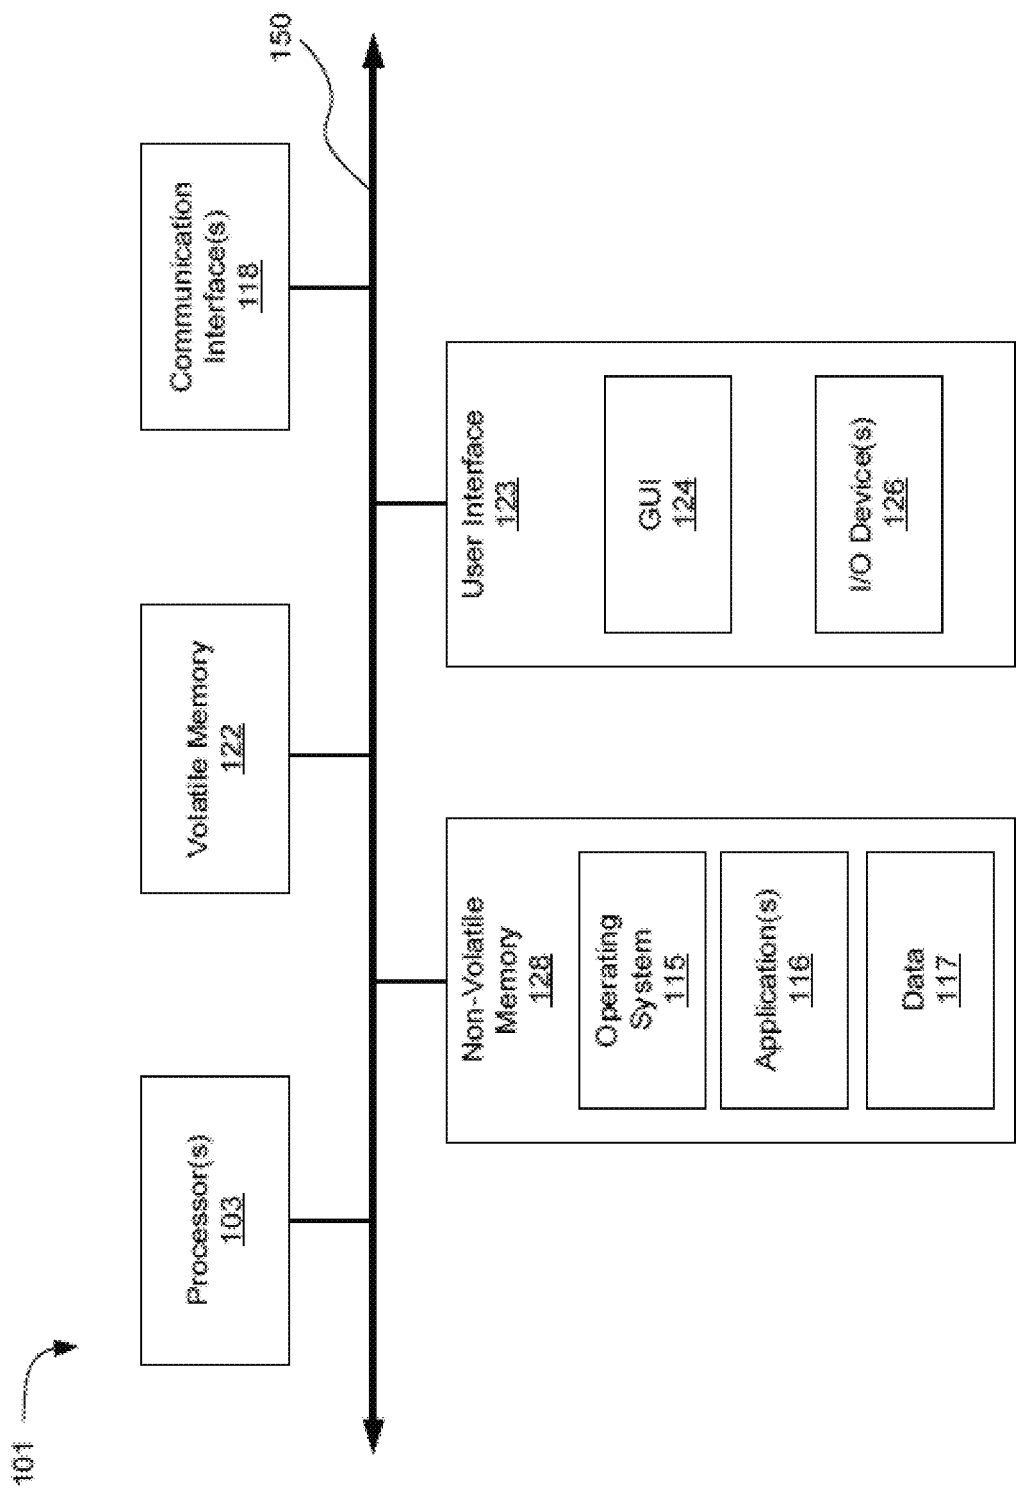 101
Processor(s)
103
Volatile Memory
122
Communication
Interface(s)
118
150
Non-Volatile
Memory
128
Operating
System
115
Application(s)
116
Data
117
User Interface
123
GUI
124
I/O Device(s)
126